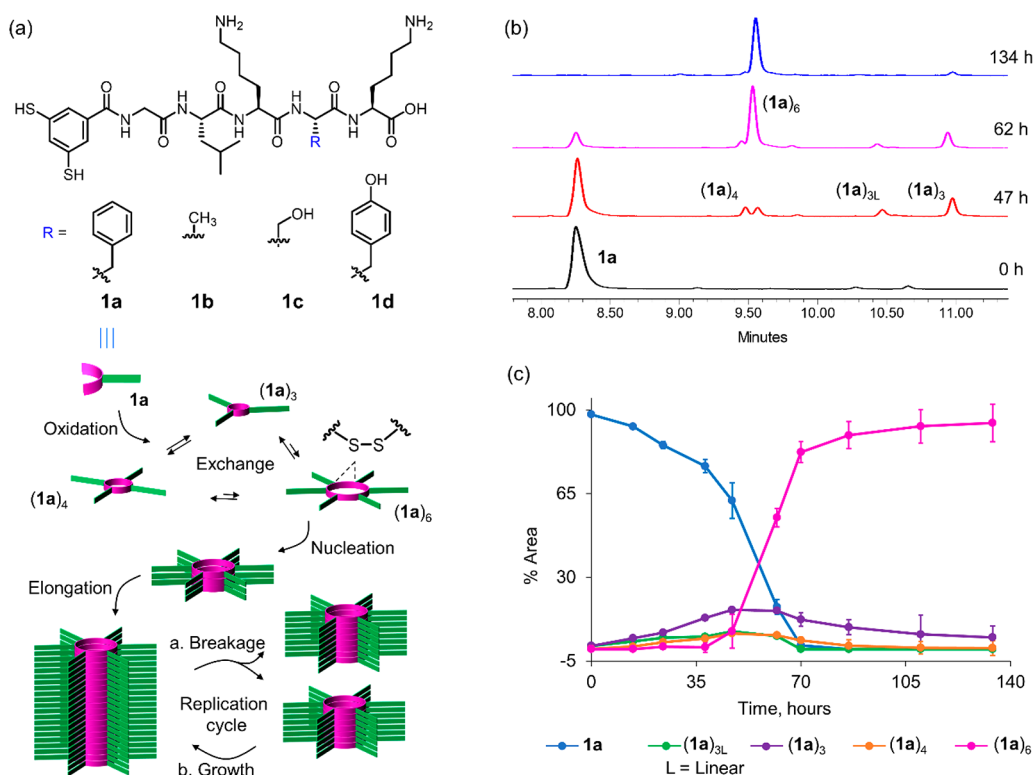 (a)
NH2
NH2
HS
SH
O
N
H
H
N
O
O
N
H
H
N
O
O
N
H
OH
O
R
R =
CH3
OH
OH
1a
1b
1c
1d
1a
Oxidation
(1a)3
S–S
Exchange
(1a)4
(1a)6
Nucleation
Elongation
a. Breakage
Replication
cycle
b. Growth
(b)
134 h
(1a)6
62 h
(1a)4
(1a)3L
(1a)3
47 h
1a
0 h
8.00 8.50 9.00 9.50 10.00 10.50 11.00
Minutes
(c)
% Area
100
65
30
-5
0 35 70 105 140
Time, hours
1a (1a)3L (1a)3 (1a)4 (1a)6
L = Linear